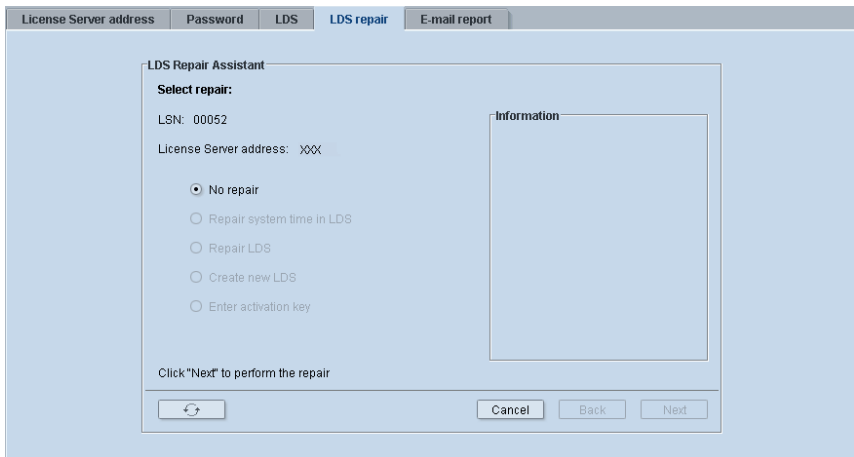 License Server address Password LDS LDS repair E-mail report
LDS Repair Assistant
Select repair:
Information
LSN: 00052
License Server address: XXX
No repair
Repair system time in LDS
Repair LDS
Create new LDS
Enter activation key
Click "Next" to perform the repair
Cancel Back Next